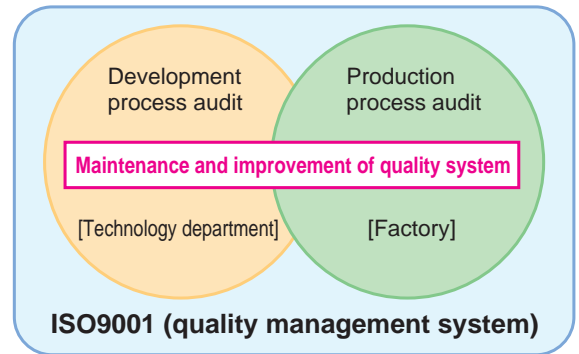 Development
process audit
Production
process audit
Maintenance and improvement of quality system
[Technology department]
[Factory]
ISO9001 (quality management system)